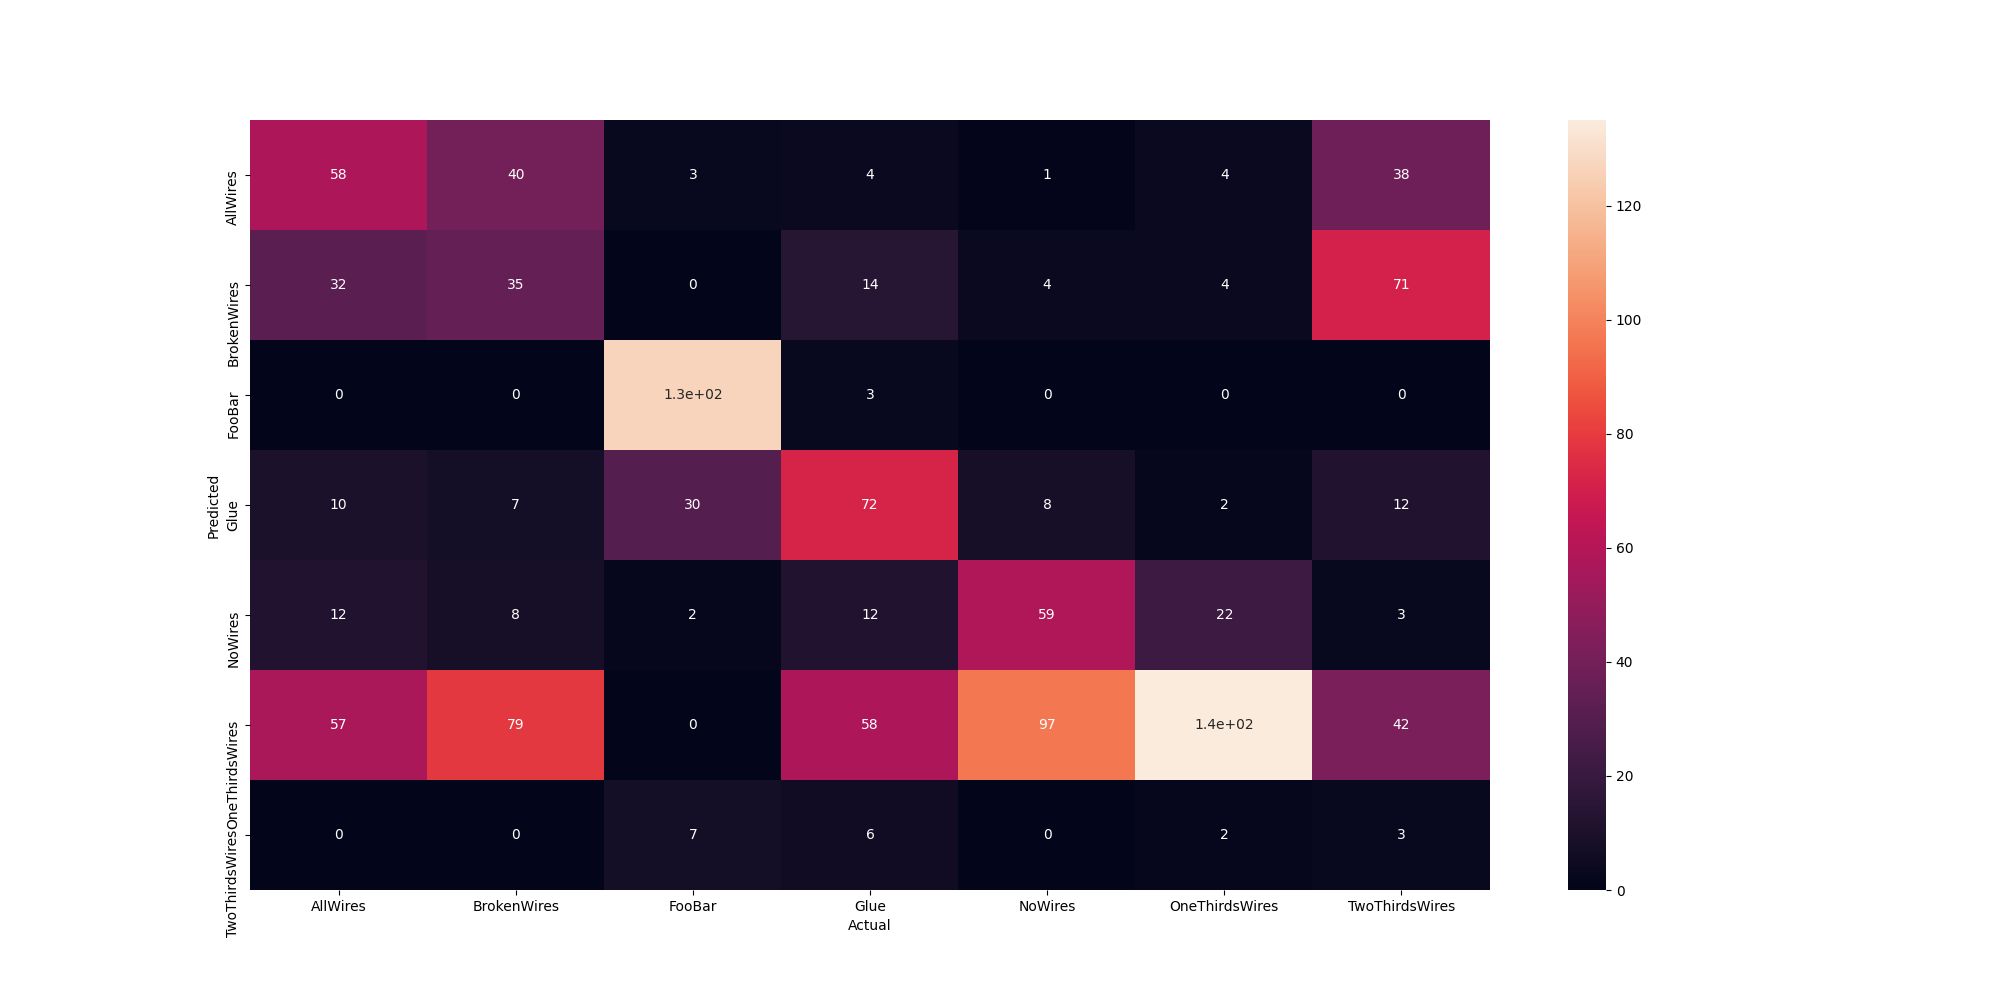 AllWires 58 40 3 4 1 4 38
BrokenWires 32 35 0 14 4 4 71
FooBar 0 0 1.3e+02 3 0 0 0
Glue 10 7 30 72 8 2 12
NoWires 12 8 2 12 59 22 3
OneThirdsWires 57 79 0 58 97 1.4e+02 42
TwoThirdsWires 0 0 7 6 0 2 3
Predicted
AllWires BrokenWires FooBar Glue NoWires OneThirdsWires TwoThirdsWires
Actual
120
100
80
60
40
20
0